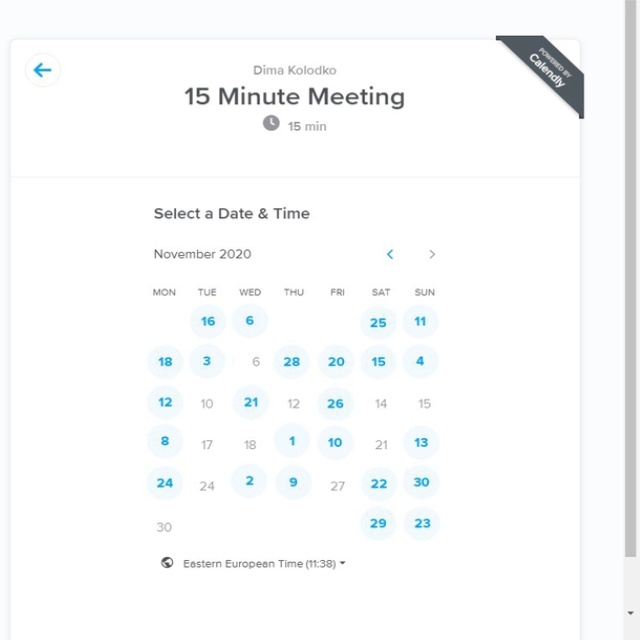 POWERED BY
Calendly
Dima Kolodko
15 Minute Meeting
15 min
Select a Date & Time
November 2020
MON TUE WED THU FRI SAT SUN
16 6 25 11
18 3 6 28 20 15 4
12 10 21 12 26 14 15
8 17 18 1 10 21 13
24 24 2 9 27 22 30
30 29 23
Eastern European Time (11:38)